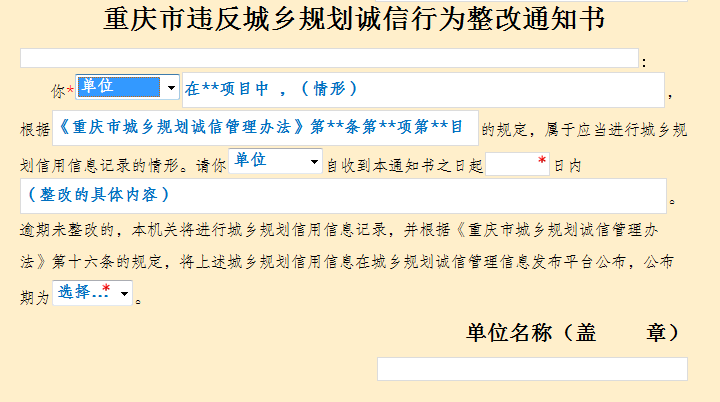 重庆市违反城乡规划诚信行为整改通知书
：
你*单位 在**项目中 ，（情形） ，
根据《重庆市城乡规划诚信管理办法》第**条第**项第**目 的规定，属于应当进行城乡规
划信用信息记录的情形。请你 单位 自收到本通知书之日起 * 日内
（整改的具体内容） 。
逾期未整改的，本机关将进行城乡规划信用信息记录，并根据《重庆市城乡规划诚信管理办
法》第十六条的规定，将上述城乡规划信用信息在城乡规划诚信管理信息发布平台公布，公布
期为 选择...* 。
单位名称（盖 章）